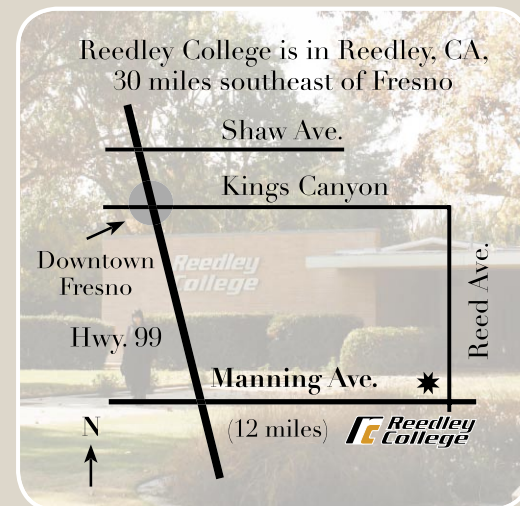 Reedley College is in Reedley, CA,
30 miles southeast of Fresno
Shaw Ave.
Kings Canyon
Downtown
Fresno
Reedley
College
Reed Ave.
Hwy. 99
Manning Ave.
N
(12 miles)
Reedley
College